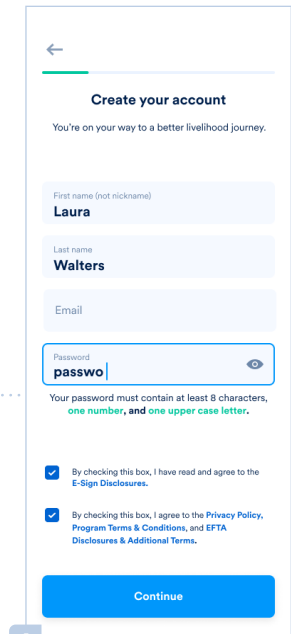 Create your account
You're on your way to a better livelihood journey.
First name (not nickname)
Laura
Last name
Walters
Email
Password
passwo
Your password must contain at least 8 characters,
one number, and one upper case letter.
By checking this box, I have read and agree to the
E-Sign Disclosures.
By checking this box, I agree to the Privacy Policy,
Program Terms & Conditions, and EFTA
Disclosures & Additional Terms.
Continue